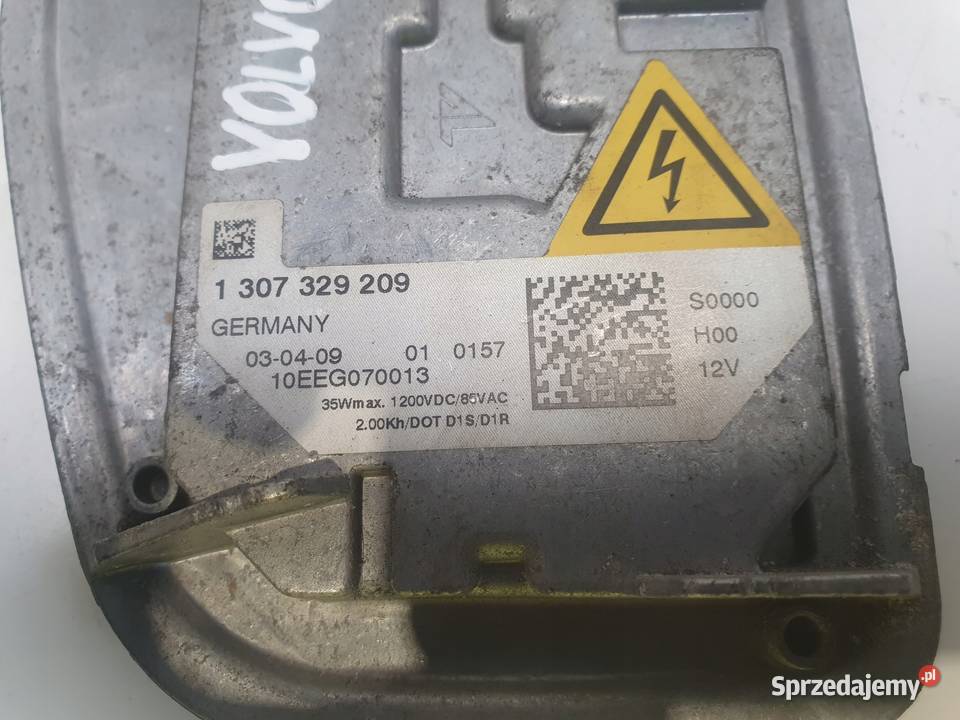 VOLVO
1 307 329 209
GERMANY
03-04-09 01 0157
10EEG070013
35Wmax. 1200VDC/85VAC
2.00Kh/DOT D1S/D1R
S0000
H00
12V
Sprzedajemy.pl